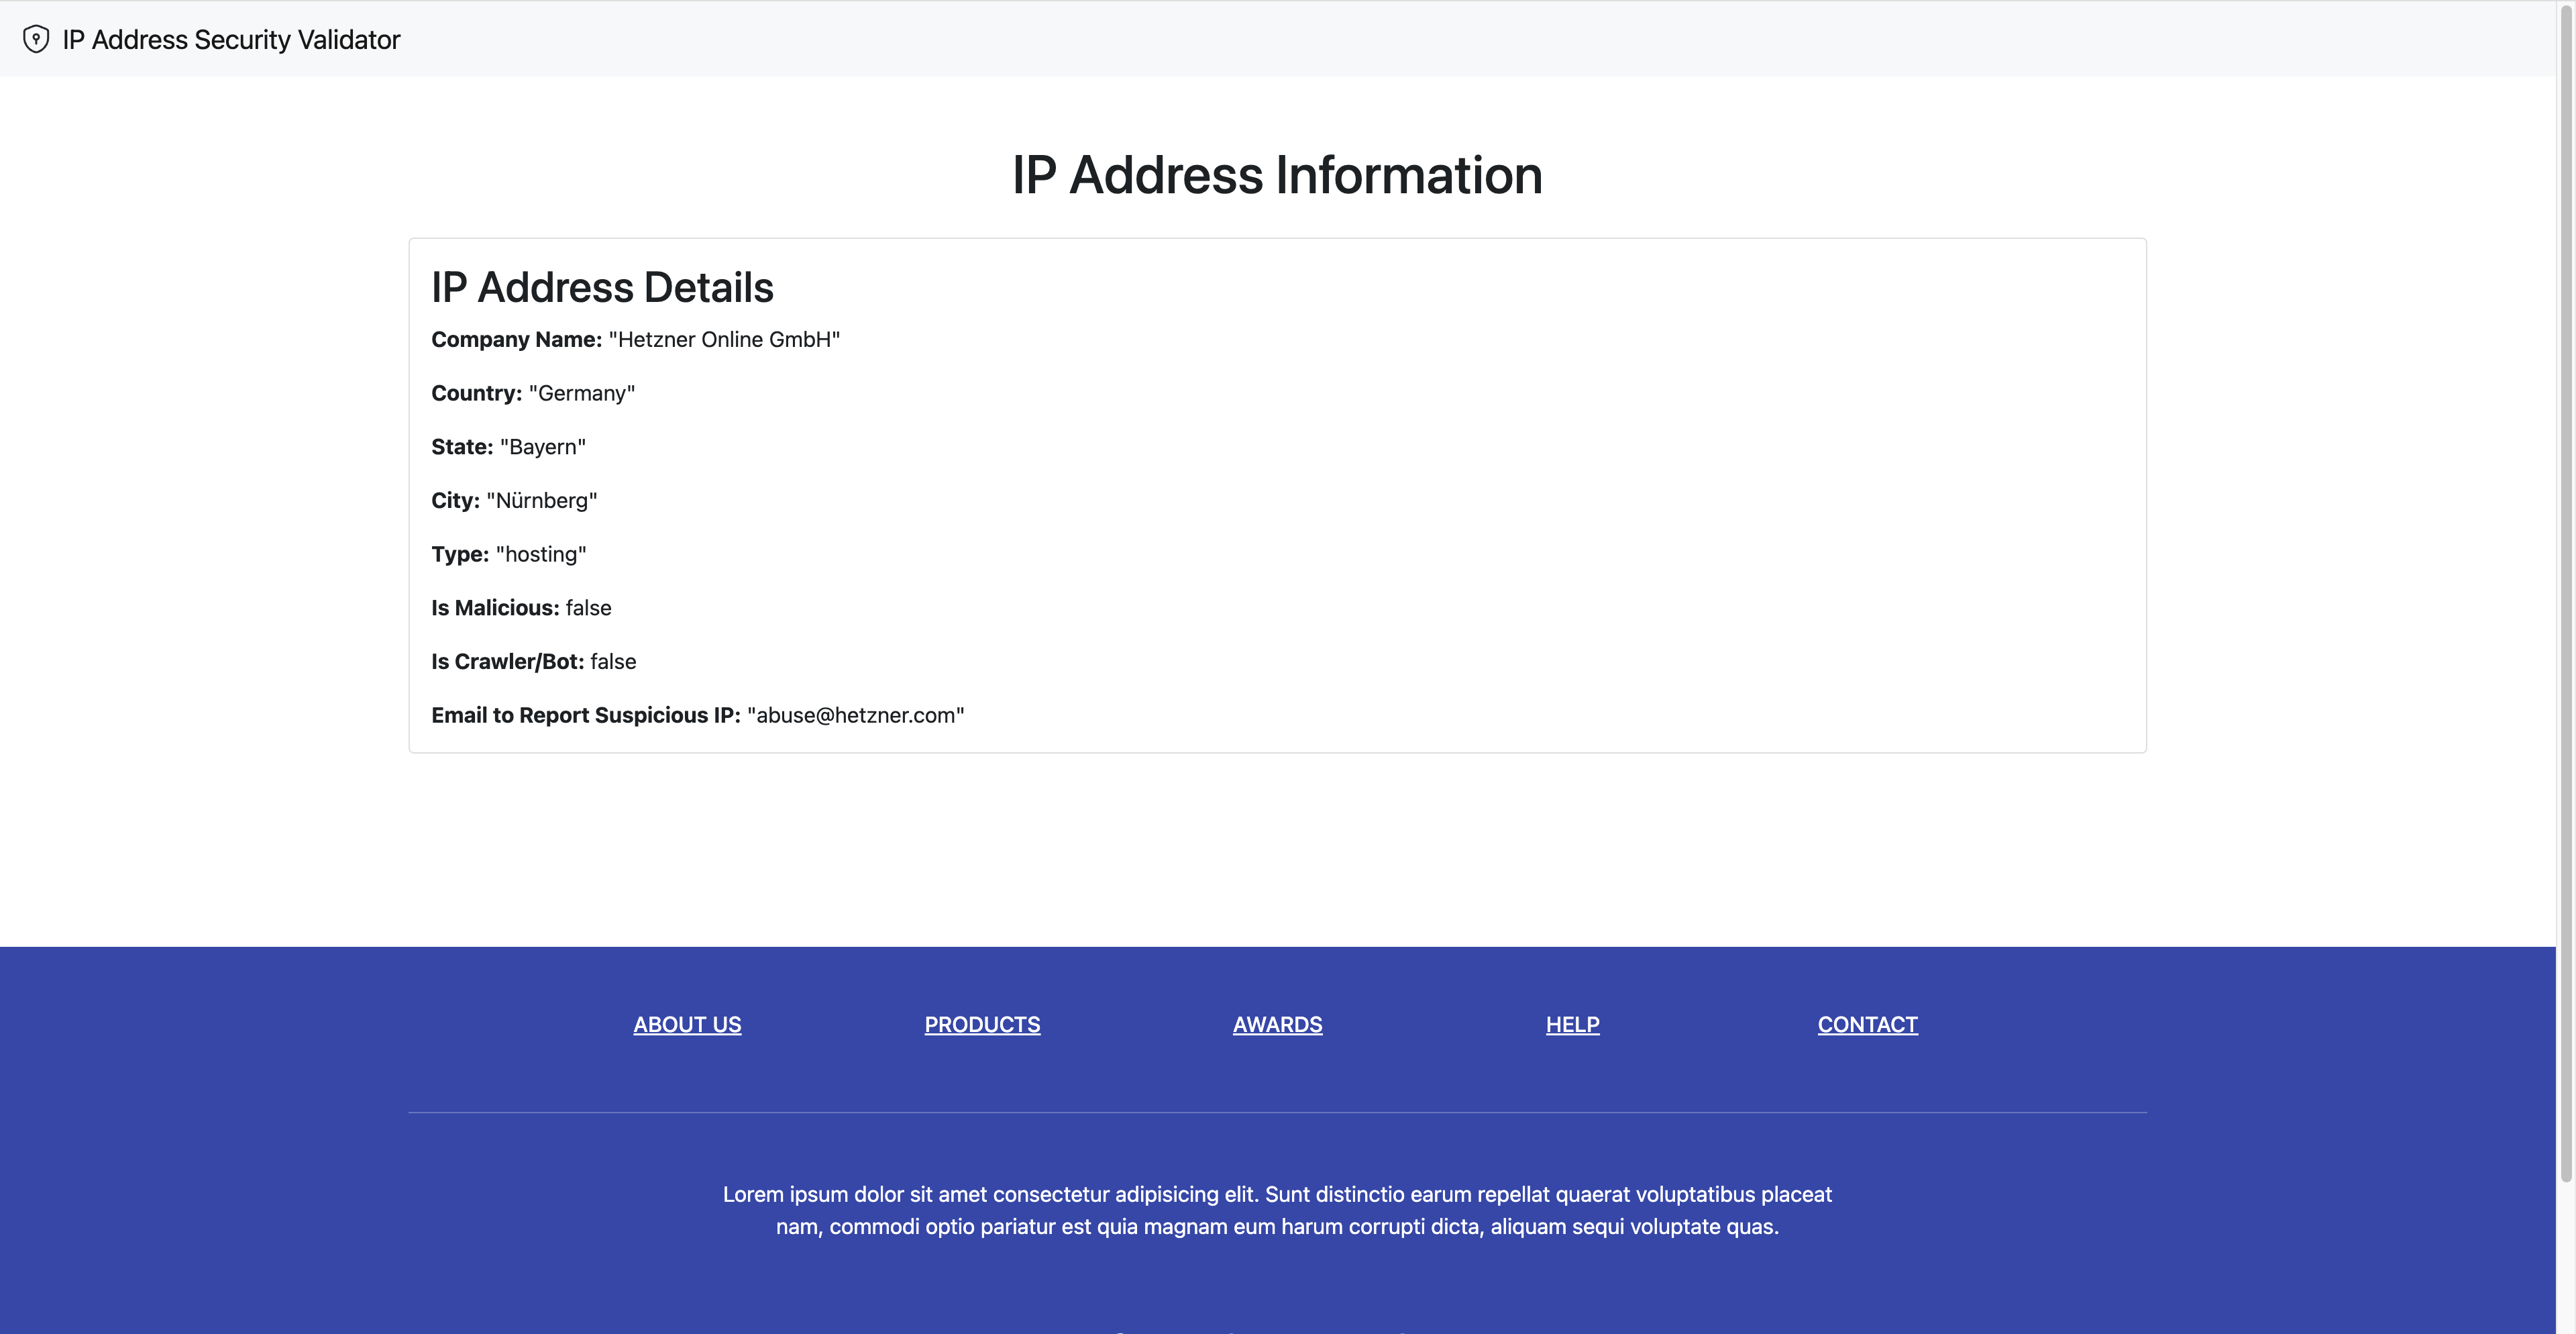 IP Address Security Validator
IP Address Information
IP Address Details
Company Name: "Hetzner Online GmbH"
Country: "Germany"
State: "Bayern"
City: "Nürnberg"
Type: "hosting"
Is Malicious: false
Is Crawler/Bot: false
Email to Report Suspicious IP: "abuse@hetzner.com"
ABOUT US
PRODUCTS
AWARDS
HELP
CONTACT
Lorem ipsum dolor sit amet consectetur adipisicing elit. Sunt distinctio earum repellat quaerat voluptatibus placeat
nam, commodi optio pariatur est quia magnam eum harum corrupti dicta, aliquam sequi voluptate quas.